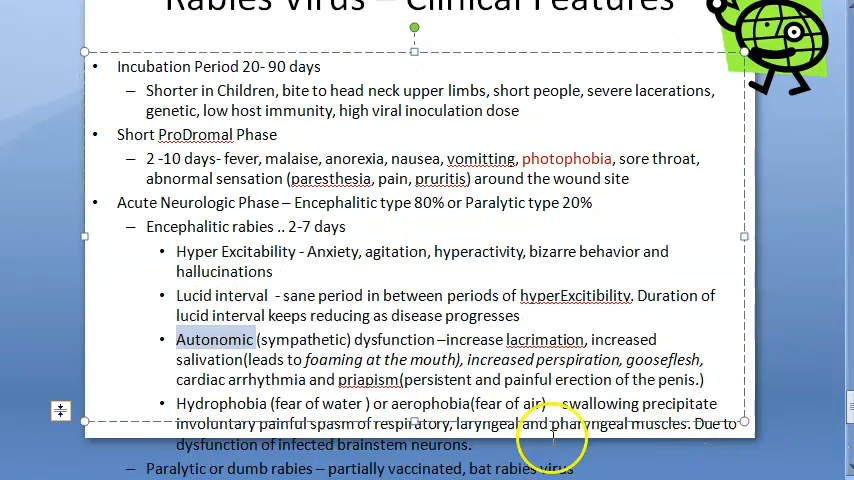 Rabies Virus – Clinical Features
• Incubation Period 20- 90 days
– Shorter in Children, bite to head neck upper limbs, short people, severe lacerations,
genetic, low host immunity, high viral inoculation dose
• Short ProDromal Phase
– 2 -10 days- fever, malaise, anorexia, nausea, vomitting, photophobia, sore throat,
abnormal sensation (paresthesia, pain, pruritis) around the wound site
• Acute Neurologic Phase – Encephalitic type 80% or Paralytic type 20%
– Encephalitic rabies .. 2-7 days
• Hyper Excitability - Anxiety, agitation, hyperactivity, bizarre behavior and
hallucinations
• Lucid interval - sane period in between periods of hyperExcitibility. Duration of
lucid interval keeps reducing as disease progresses
• Autonomic (sympathetic) dysfunction –increase lacrimation, increased
salivation(leads to foaming at the mouth), increased perspiration, gooseflesh,
cardiac arrhythmia and priapism(persistent and painful erection of the penis.)
• Hydrophobia (fear of water ) or aerophobia(fear of air) – swallowing precipitate
involuntary painful spasm of respiratory, laryngeal and pharyngeal muscles. Due to
dysfunction of infected brainstem neurons.
– Paralytic or dumb rabies – partially vaccinated, bat rabies virus